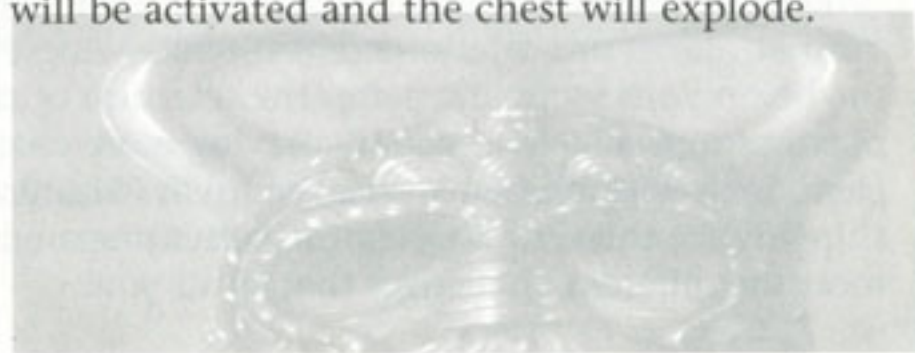 will be activated and the chest will explode.